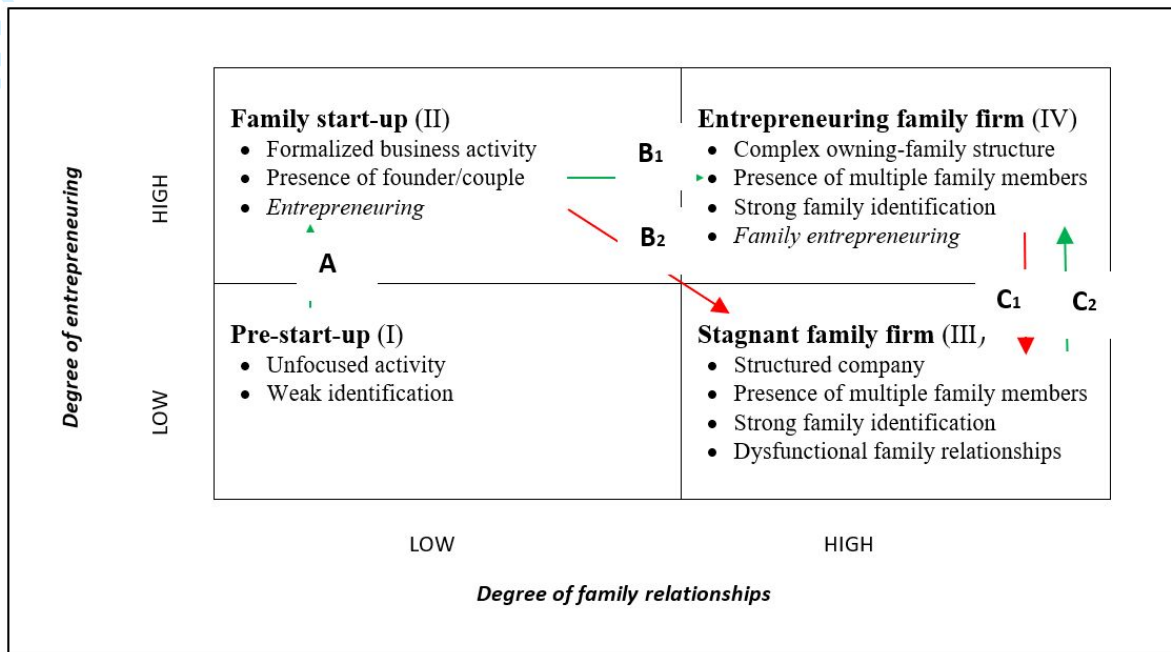 Family start-up (II)
• Formalized business activity
• Presence of founder/couple
• Entrepreneuring
B1
B2
A
Entrepreneuring family firm (IV)
• Complex owning-family structure
• Presence of multiple family members
• Strong family identification
• Family entrepreneuring
C1
C2
Pre-start-up (I)
• Unfocused activity
• Weak identification
Stagnant family firm (III)
• Structured company
• Presence of multiple family members
• Strong family identification
• Dysfunctional family relationships
Degree of entrepreneuring
HIGH
LOW
LOW
HIGH
Degree of family relationships